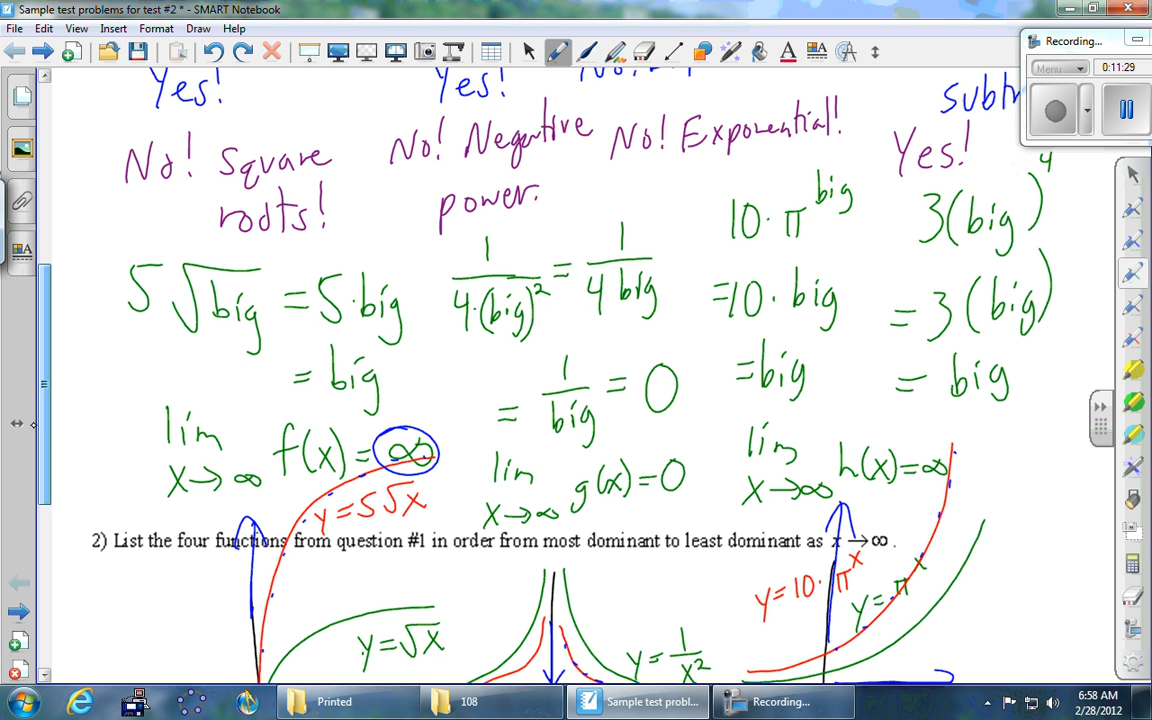 Sample test problems for test #2 * - SMART Notebook
File Edit View Insert Format Draw Help
Recording...
Menu
0:11:29
Yes! Yes!
subtr
No! Square roots!
No! Negative power.
No! Exponential!
Yes!
5√big = 5·big
= big
1/(4·(big)²) = 1/(4 big)
= 1/big = 0
10·π^big
=10·big
=big
3(big)⁴
= 3(big)
= big
lim x→∞ f(x) = ∞
lim x→∞ g(x) = 0
lim x→∞ h(x) = ∞
y=5√x
2) List the four functions from question #1 in order from most dominant to least dominant as x→∞.
y=√x
y= 1/x²
y=10·π^x
y=π^x
Printed
108
Sample test probl...
Recording...
6:58 AM
2/28/2012